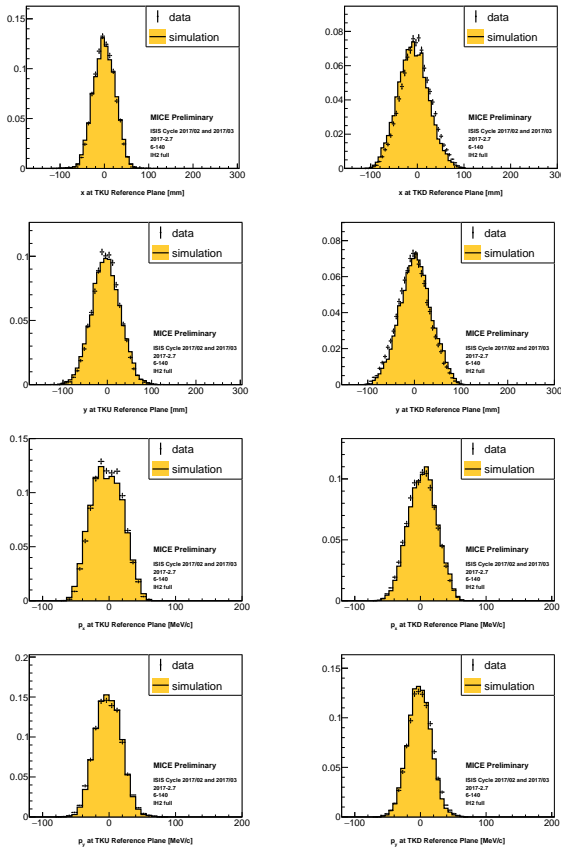 data
simulation
0.15
0.1
0.05
0
MICE Preliminary
ISIS Cycle 2017/02 and 2017/03
2017-2.7
6-140
lH2 full
−100 0 100 200 300
x at TKU Reference Plane [mm]
data
simulation
0.08
0.06
0.04
0.02
0
MICE Preliminary
ISIS Cycle 2017/02 and 2017/03
2017-2.7
6-140
lH2 full
−100 0 100 200 300
x at TKD Reference Plane [mm]
data
simulation
0.1
0.05
0
MICE Preliminary
ISIS Cycle 2017/02 and 2017/03
2017-2.7
6-140
lH2 full
−100 0 100 200 300
y at TKU Reference Plane [mm]
data
simulation
0.08
0.06
0.04
0.02
0
MICE Preliminary
ISIS Cycle 2017/02 and 2017/03
2017-2.7
6-140
lH2 full
−100 0 100 200 300
y at TKD Reference Plane [mm]
data
simulation
0.15
0.1
0.05
0
MICE Preliminary
ISIS Cycle 2017/02 and 2017/03
2017-2.7
6-140
lH2 full
−100 0 100 200
px at TKU Reference Plane [MeV/c]
data
simulation
0.1
0.05
0
MICE Preliminary
ISIS Cycle 2017/02 and 2017/03
2017-2.7
6-140
lH2 full
−100 0 100 200
px at TKD Reference Plane [MeV/c]
data
simulation
0.2
0.15
0.1
0.05
0
MICE Preliminary
ISIS Cycle 2017/02 and 2017/03
2017-2.7
6-140
lH2 full
−100 0 100 200
py at TKU Reference Plane [MeV/c]
data
simulation
0.15
0.1
0.05
0
MICE Preliminary
ISIS Cycle 2017/02 and 2017/03
2017-2.7
6-140
lH2 full
−100 0 100 200
py at TKD Reference Plane [MeV/c]